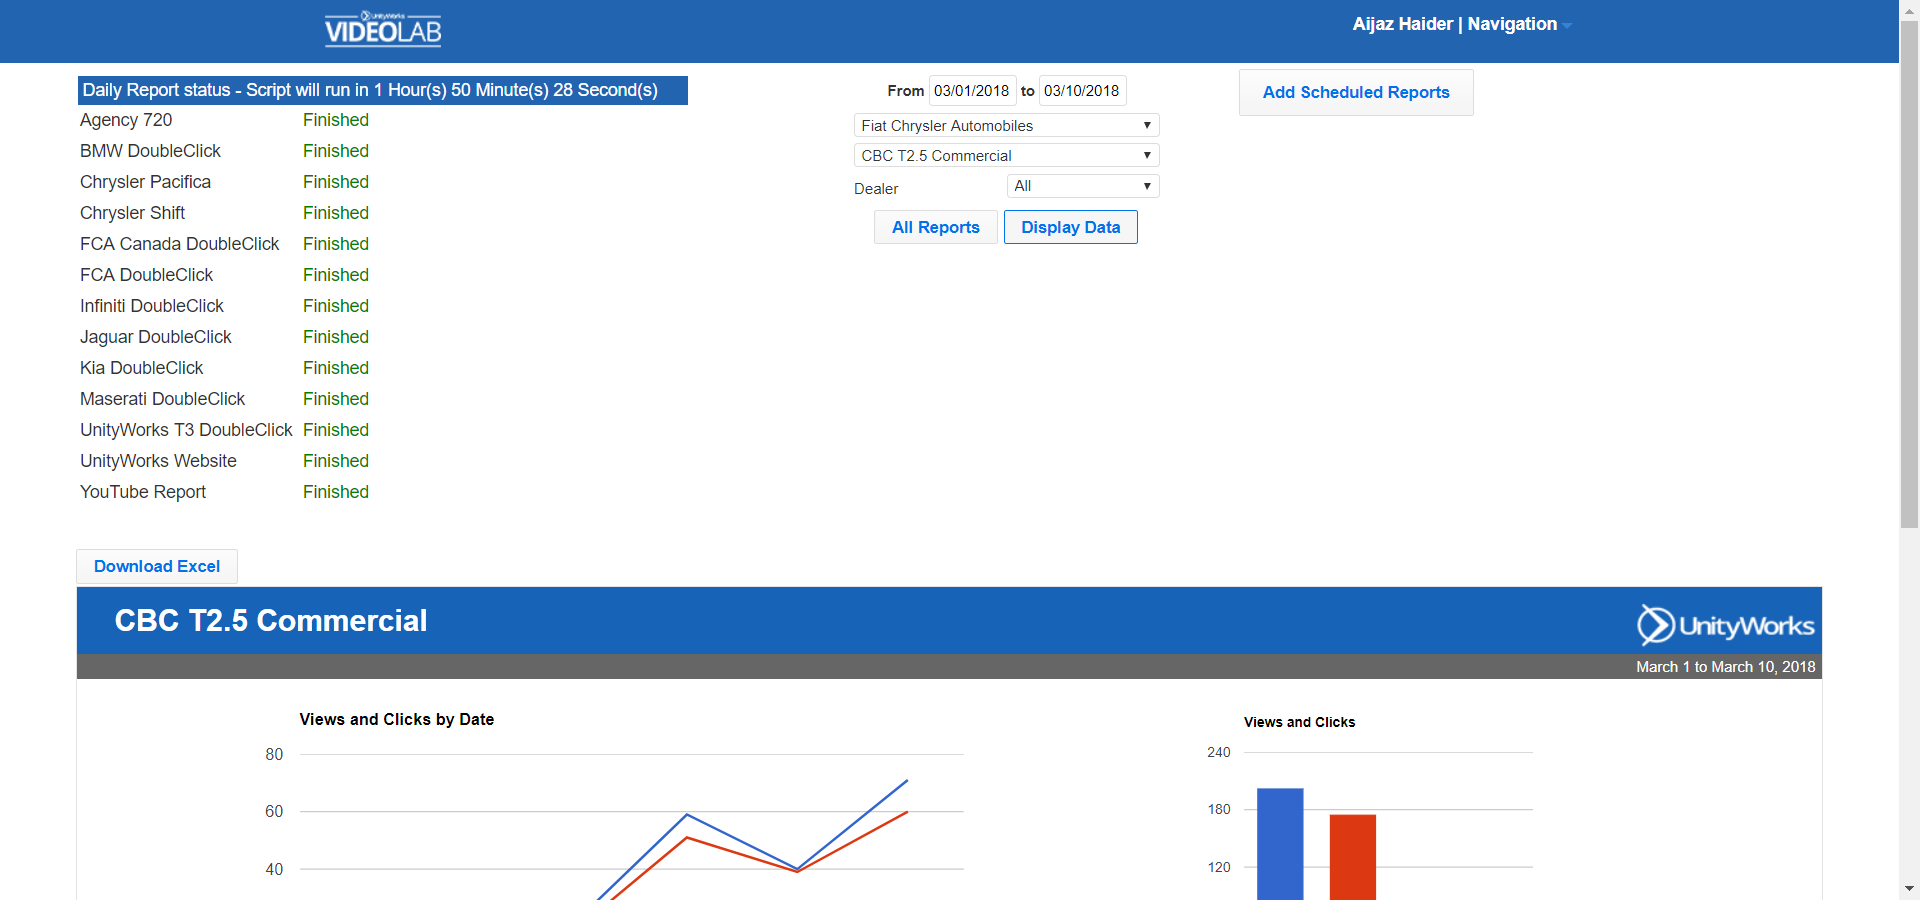 UnityWorks
VIDEOLAB
Aijaz Haider | Navigation
Daily Report status - Script will run in 1 Hour(s) 50 Minute(s) 28 Second(s)
Agency 720 Finished
BMW DoubleClick Finished
Chrysler Pacifica Finished
Chrysler Shift Finished
FCA Canada DoubleClick Finished
FCA DoubleClick Finished
Infiniti DoubleClick Finished
Jaguar DoubleClick Finished
Kia DoubleClick Finished
Maserati DoubleClick Finished
UnityWorks T3 DoubleClick Finished
UnityWorks Website Finished
YouTube Report Finished
From 03/01/2018 to 03/10/2018
Fiat Chrysler Automobiles
CBC T2.5 Commercial
Dealer All
All Reports Display Data
Add Scheduled Reports
Download Excel
CBC T2.5 Commercial
UnityWorks
March 1 to March 10, 2018
Views and Clicks by Date
80
60
40
Views and Clicks
240
180
120